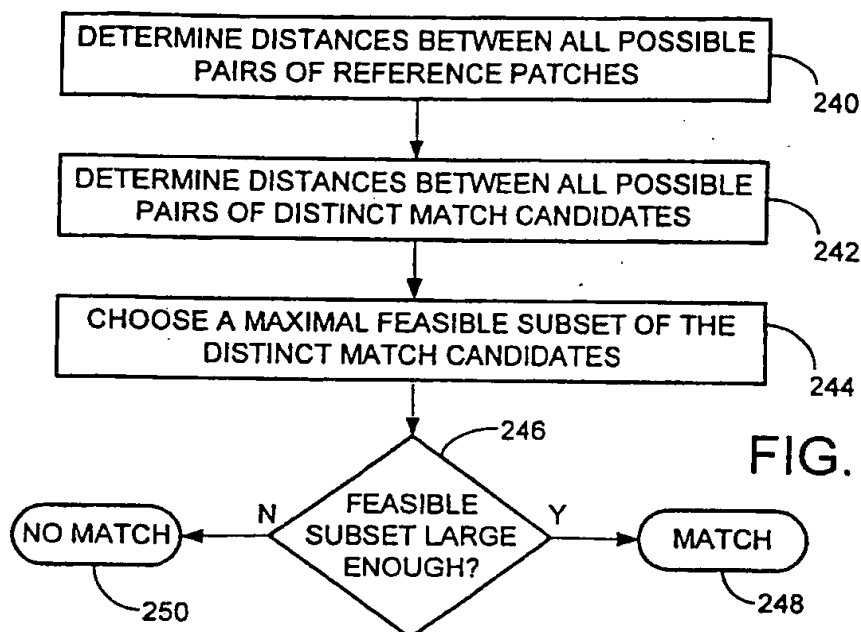 DETERMINE DISTANCES BETWEEN ALL POSSIBLE
PAIRS OF REFERENCE PATCHES
240
DETERMINE DISTANCES BETWEEN ALL POSSIBLE
PAIRS OF DISTINCT MATCH CANDIDATES
242
CHOOSE A MAXIMAL FEASIBLE SUBSET OF THE
DISTINCT MATCH CANDIDATES
244
246
FIG.
FEASIBLE
SUBSET LARGE
ENOUGH?
N
Y
NO MATCH
MATCH
250
248